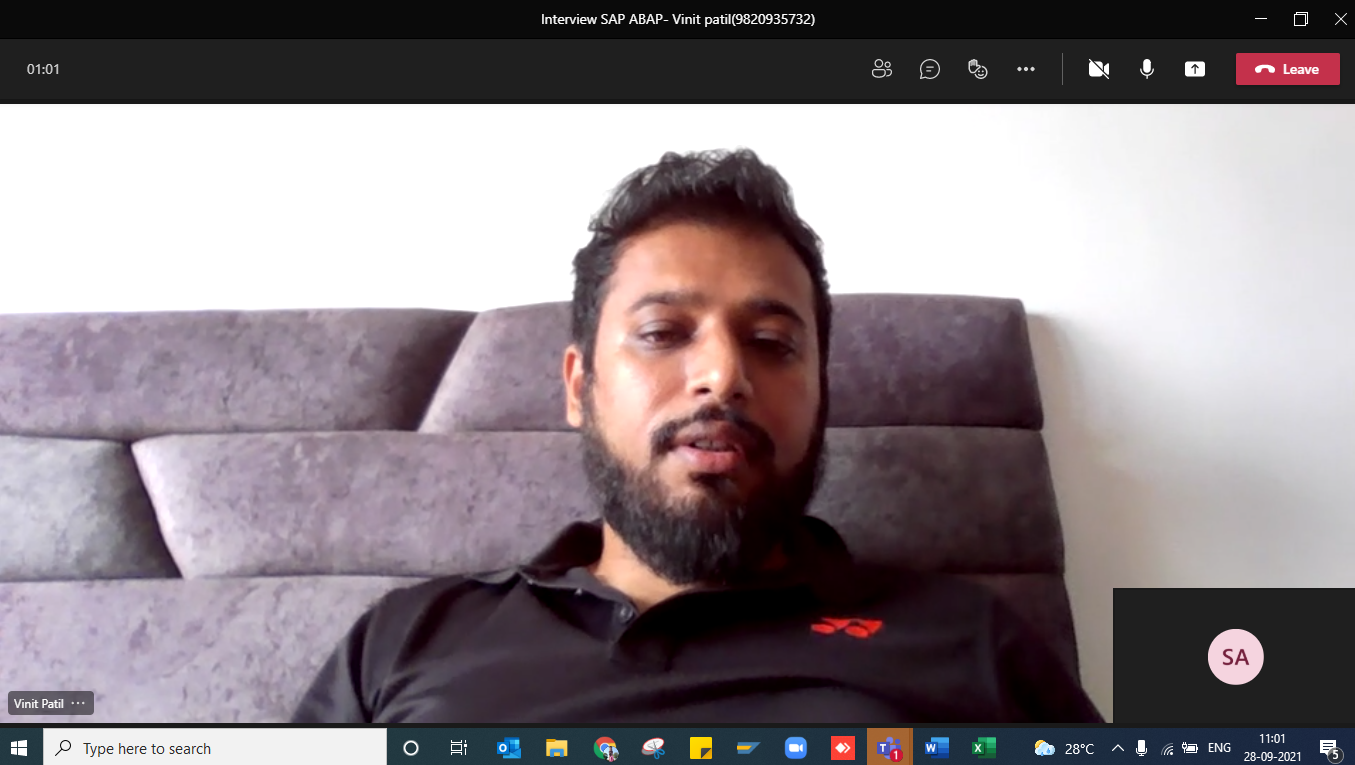 Interview SAP ABAP- Vinit patil(9820935732)
01:01
Leave
SA
Vinit Patil
Type here to search
1
28°C
ENG
11:01
28-09-2021
5